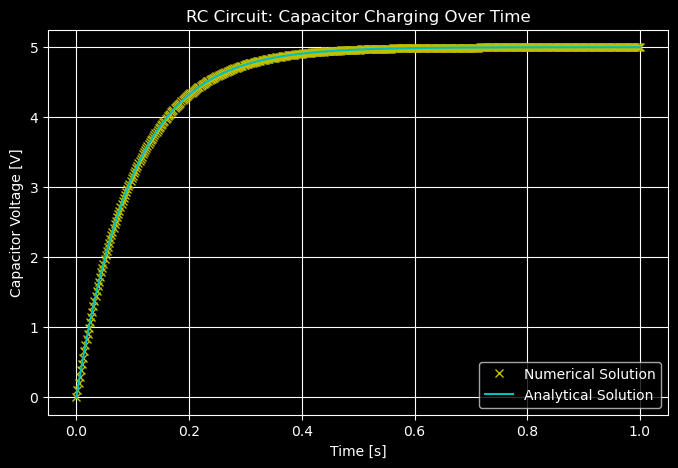 RC Circuit: Capacitor Charging Over Time
Capacitor Voltage [V]
5
4
3
2
1
0
Numerical Solution
Analytical Solution
0.0 0.2 0.4 0.6 0.8 1.0
Time [s]